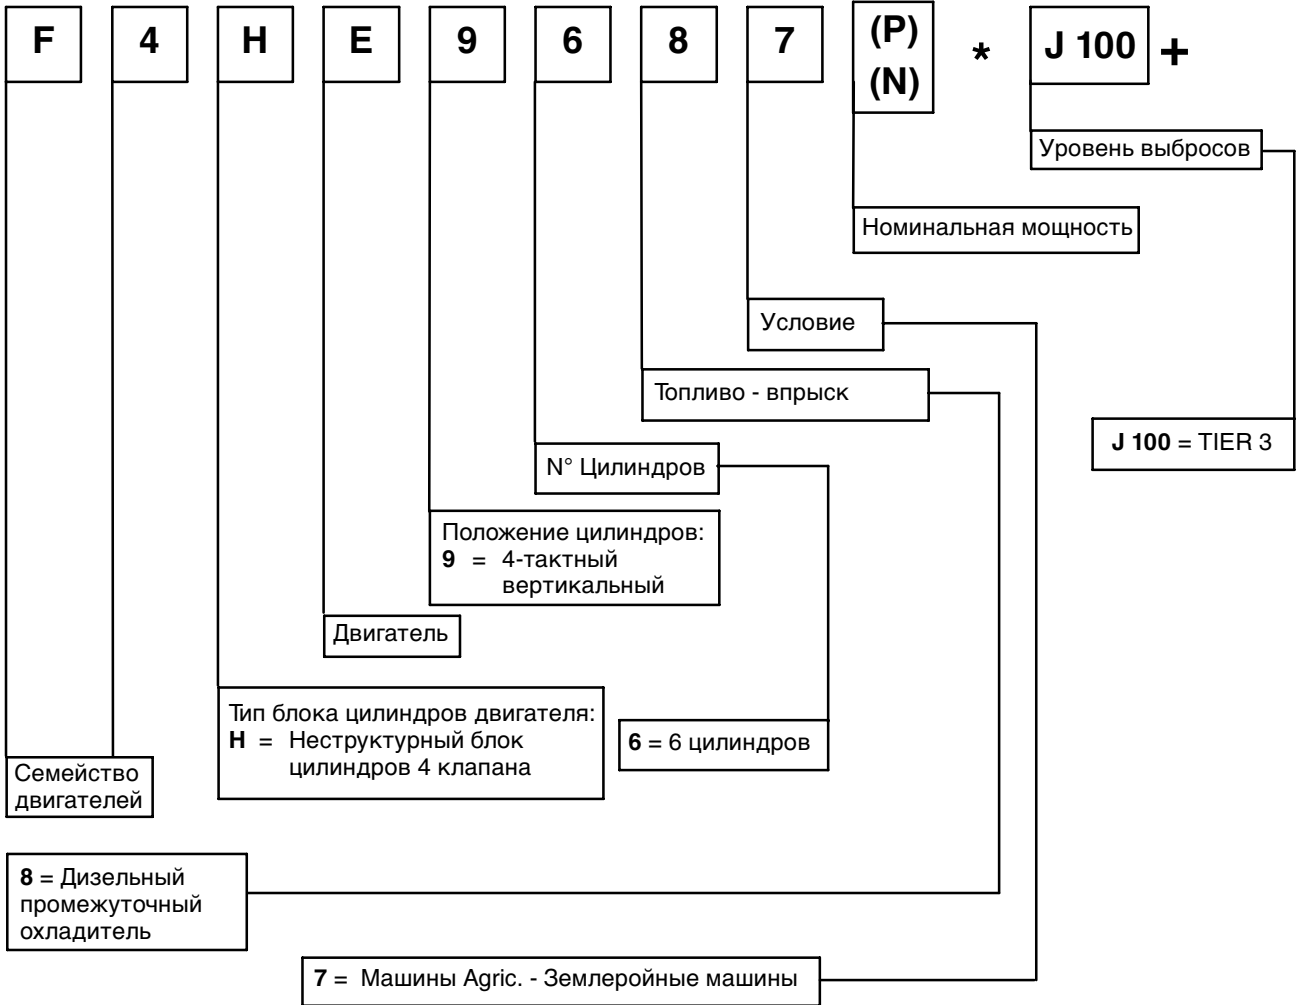 F 4 H E 9 6 8 7 (P) * J 100 +
(N)
Уровень выбросов
Номинальная мощность
Условие
Топливо - впрыск
J 100 = TIER 3
N° Цилиндров
Положение цилиндров:
9 = 4-тактный
вертикальный
Двигатель
Тип блока цилиндров двигателя:
H = Неструктурный блок
цилиндров 4 клапана
6 = 6 цилиндров
Семейство
двигателей
8 = Дизельный
промежуточный
охладитель
7 = Машины Agric. - Землеройные машины